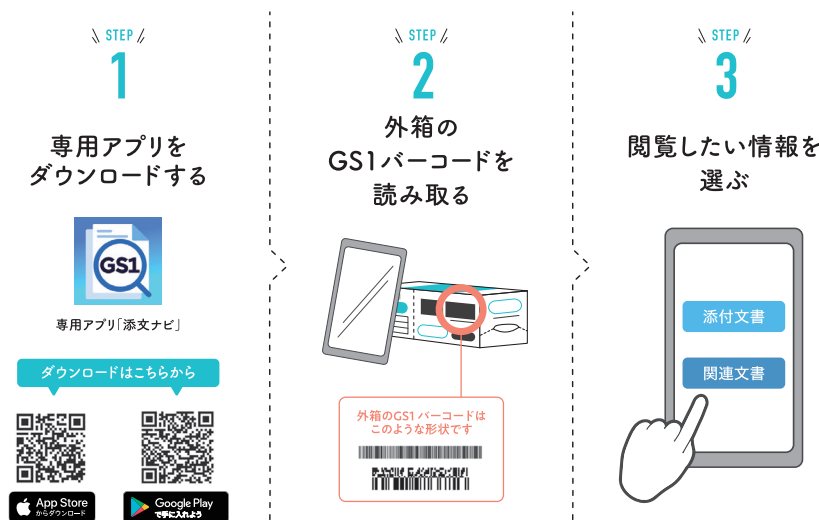 STEP
1
専用アプリを
ダウンロードする
GS1
専用アプリ「添文ナビ」
ダウンロードはこちらから
App Store
からダウンロード
Google Play
で手に入れよう
STEP
2
外箱の
GS1バーコードを
読み取る
外箱のGS1バーコードは
このような形状です
STEP
3
閲覧したい情報を
選ぶ
添付文書
関連文書